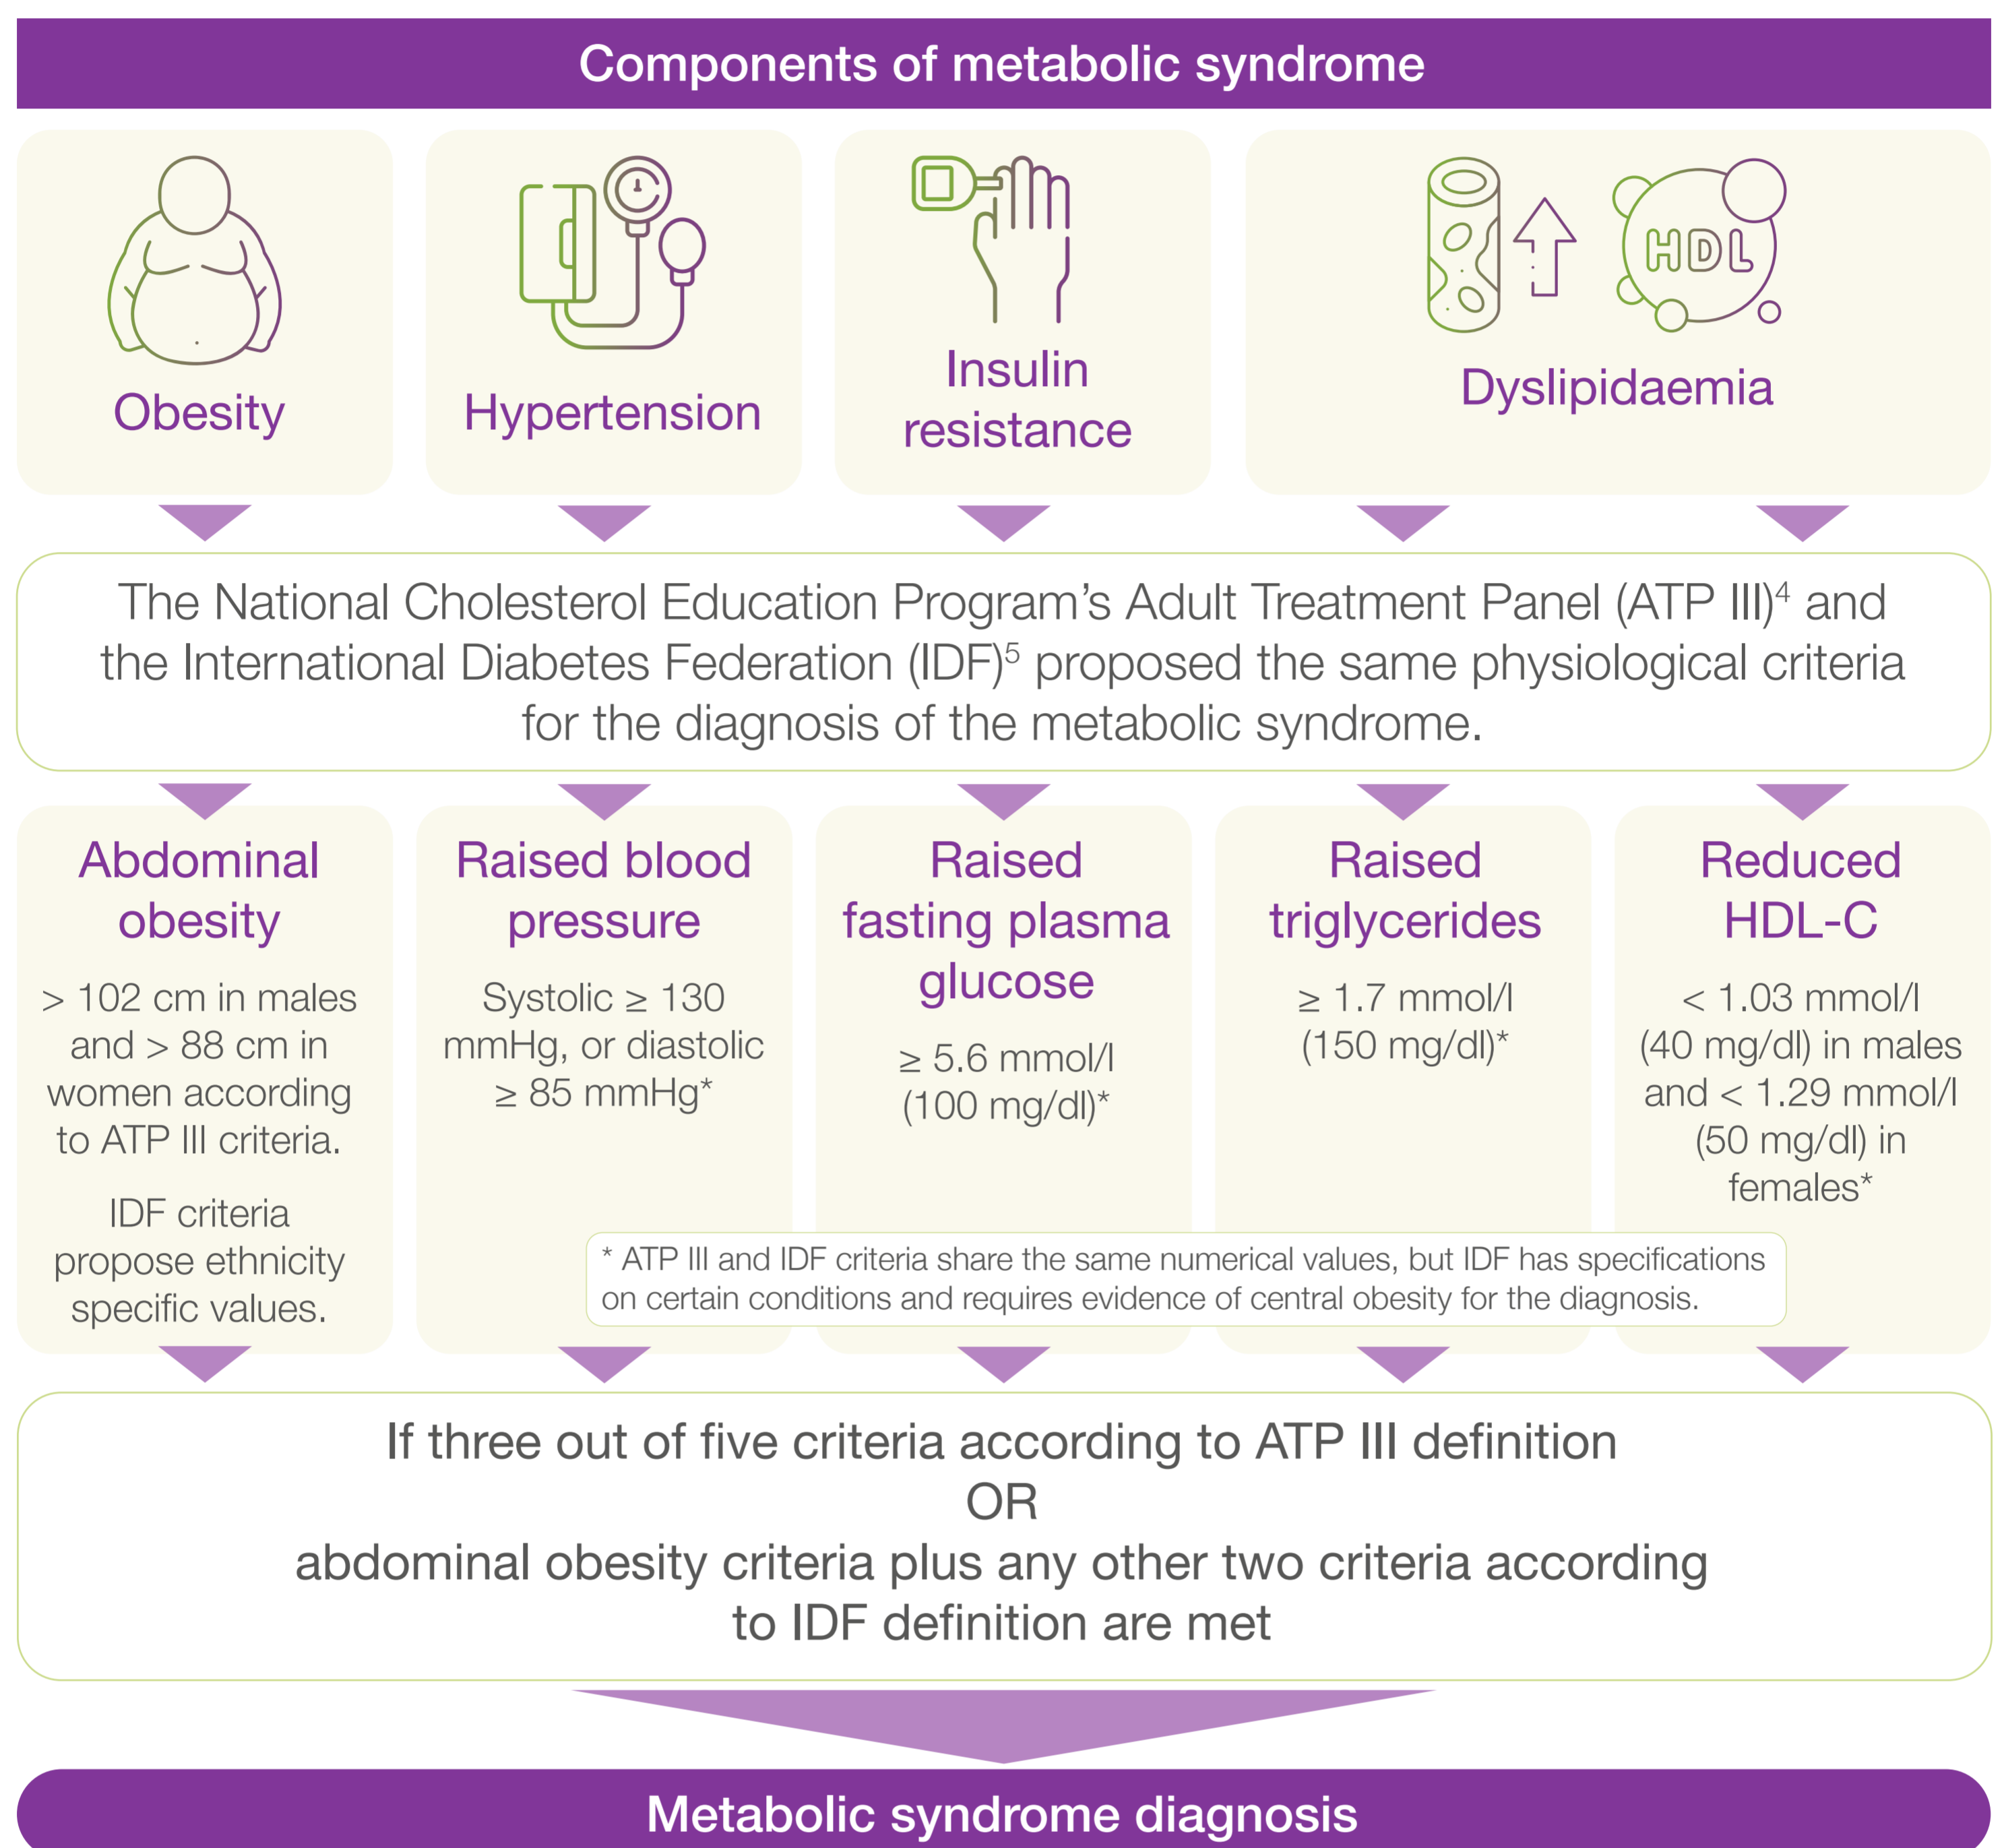 Components of metabolic syndrome
Obesity
Hypertension
Insulin
resistance
HDL
Dyslipidaemia
The National Cholesterol Education Program’s Adult Treatment Panel (ATP III)⁴ and
the International Diabetes Federation (IDF)⁵ proposed the same physiological criteria
for the diagnosis of the metabolic syndrome.
Abdominal
obesity
> 102 cm in males
and > 88 cm in
women according
to ATP III criteria.
IDF criteria
propose ethnicity
specific values.
Raised blood
pressure
Systolic ≥ 130
mmHg, or diastolic
≥ 85 mmHg*
Raised
fasting plasma
glucose
≥ 5.6 mmol/l
(100 mg/dl)*
Raised
triglycerides
≥ 1.7 mmol/l
(150 mg/dl)*
Reduced
HDL-C
< 1.03 mmol/l
(40 mg/dl) in males
and < 1.29 mmol/l
(50 mg/dl) in
females*
* ATP III and IDF criteria share the same numerical values, but IDF has specifications
on certain conditions and requires evidence of central obesity for the diagnosis.
If three out of five criteria according to ATP III definition
OR
abdominal obesity criteria plus any other two criteria according
to IDF definition are met
Metabolic syndrome diagnosis